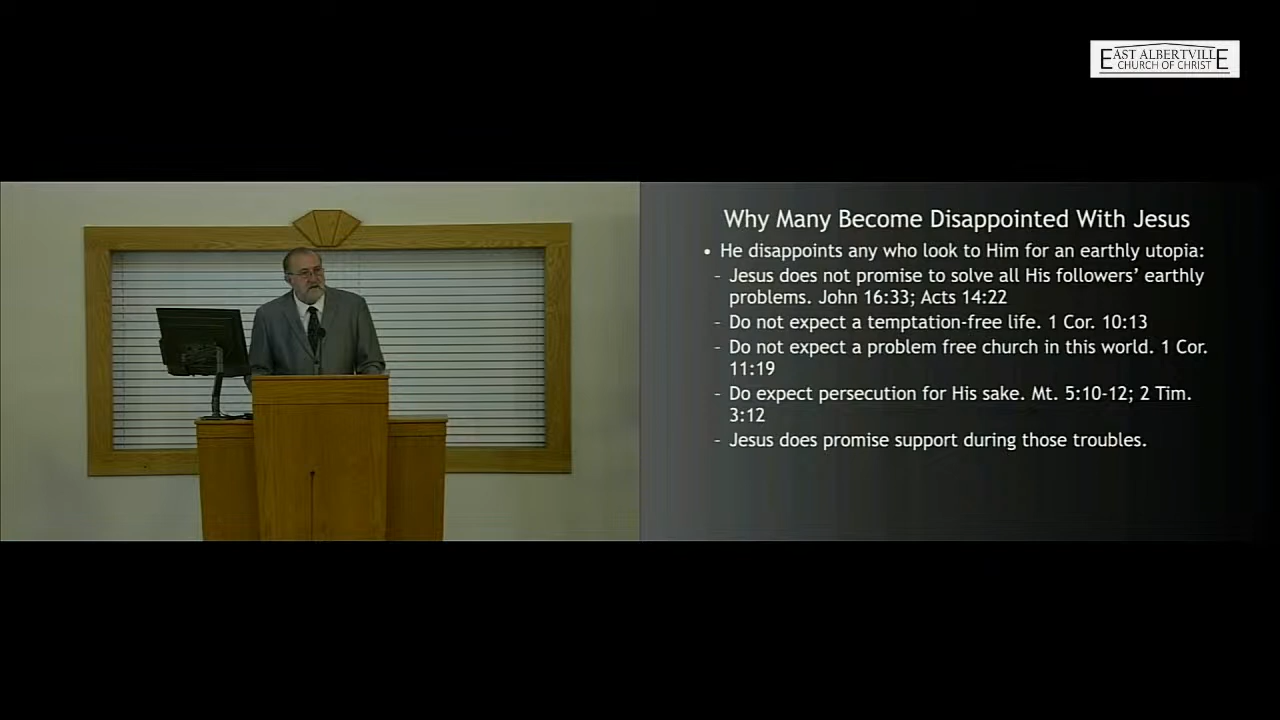 EAST ALBERTVILLE
CHURCH OF CHRIST
Why Many Become Disappointed With Jesus
• He disappoints any who look to Him for an earthly utopia:
– Jesus does not promise to solve all His followers’ earthly
problems. John 16:33; Acts 14:22
– Do not expect a temptation-free life. 1 Cor. 10:13
– Do not expect a problem free church in this world. 1 Cor.
11:19
– Do expect persecution for His sake. Mt. 5:10-12; 2 Tim.
3:12
– Jesus does promise support during those troubles.